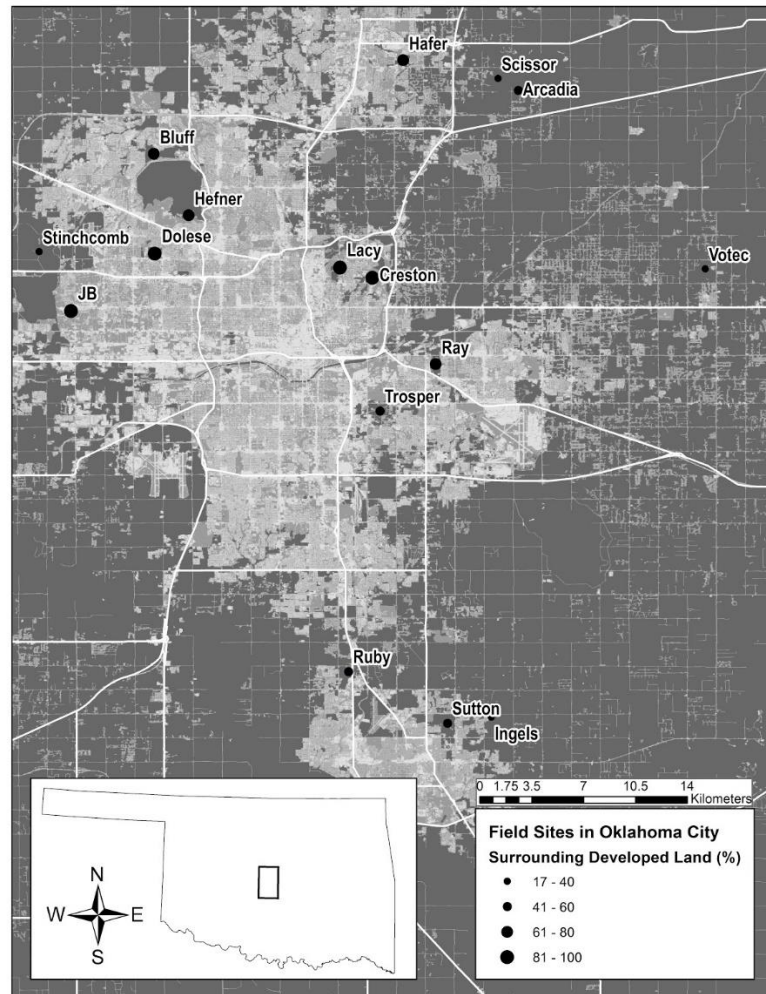 Hafer
Scissor
Arcadia
Bluff
Hefner
Stinchcomb
Dolese
Lacy
Creston
Votec
JB
Ray
Trosper
Ruby
Sutton
Ingels
0 1.75 3.5 7 10.5 14
Kilometers
N
W E
S
Field Sites in Oklahoma City
Surrounding Developed Land (%)
17 - 40
41 - 60
61 - 80
81 - 100